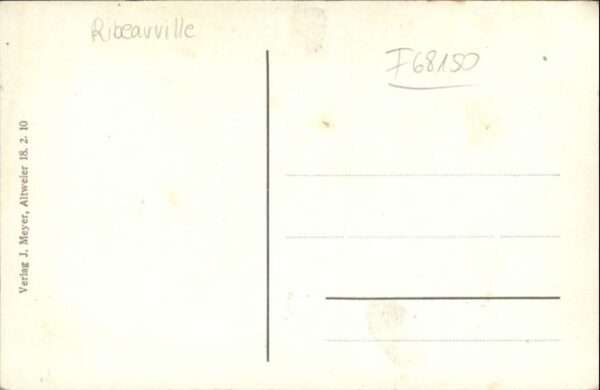 Ribeauville
F68150
Verlag J. Meyer, Altweier 18. 2. 10